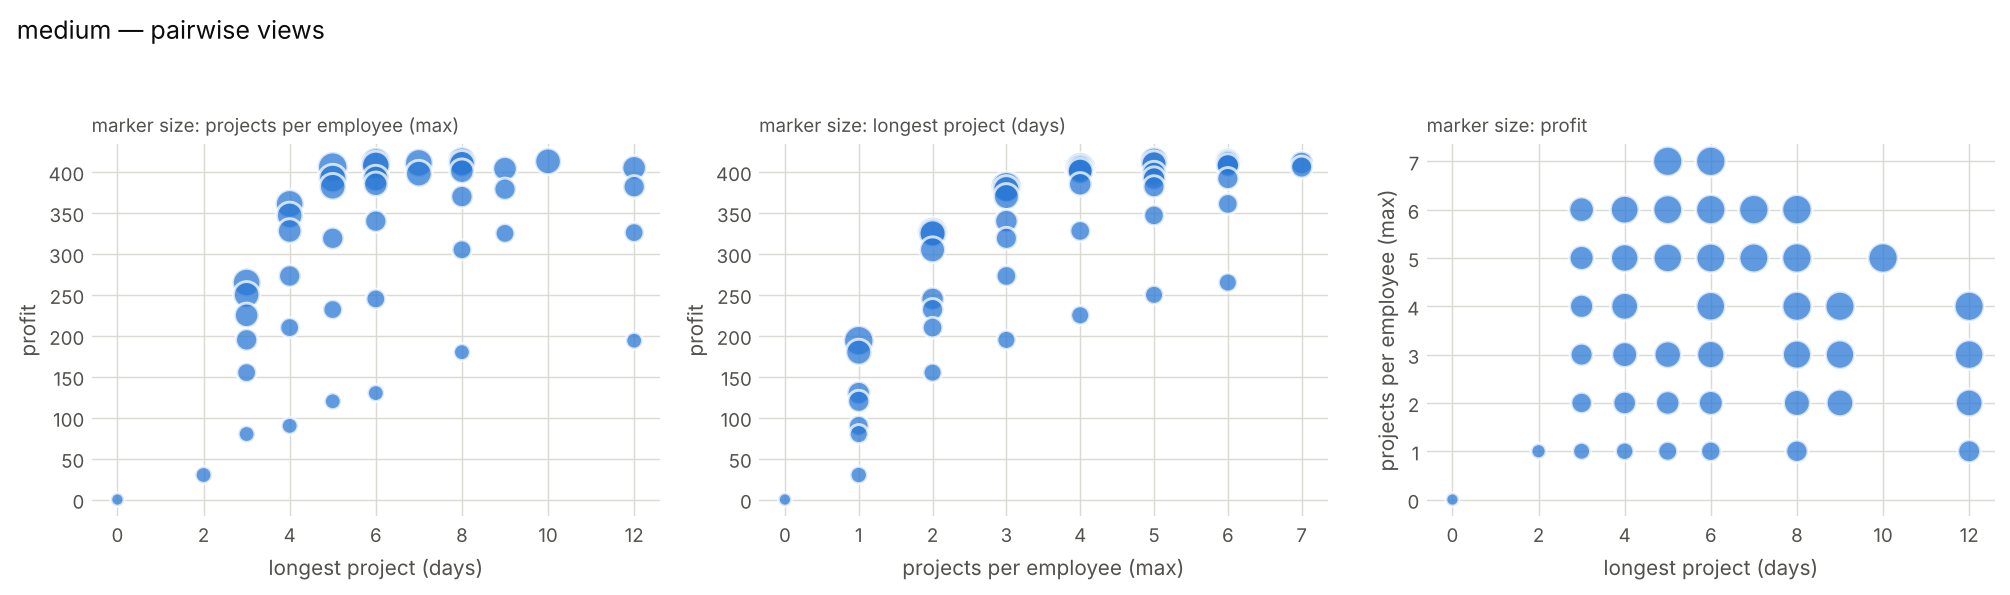 medium — pairwise views
marker size: projects per employee (max)
400
350
300
250
200
150
100
50
0
profit
0 2 4 6 8 10 12
longest project (days)
marker size: longest project (days)
400
350
300
250
200
150
100
50
0
profit
0 1 2 3 4 5 6 7
projects per employee (max)
marker size: profit
7
6
5
4
3
2
1
0
projects per employee (max)
0 2 4 6 8 10 12
longest project (days)